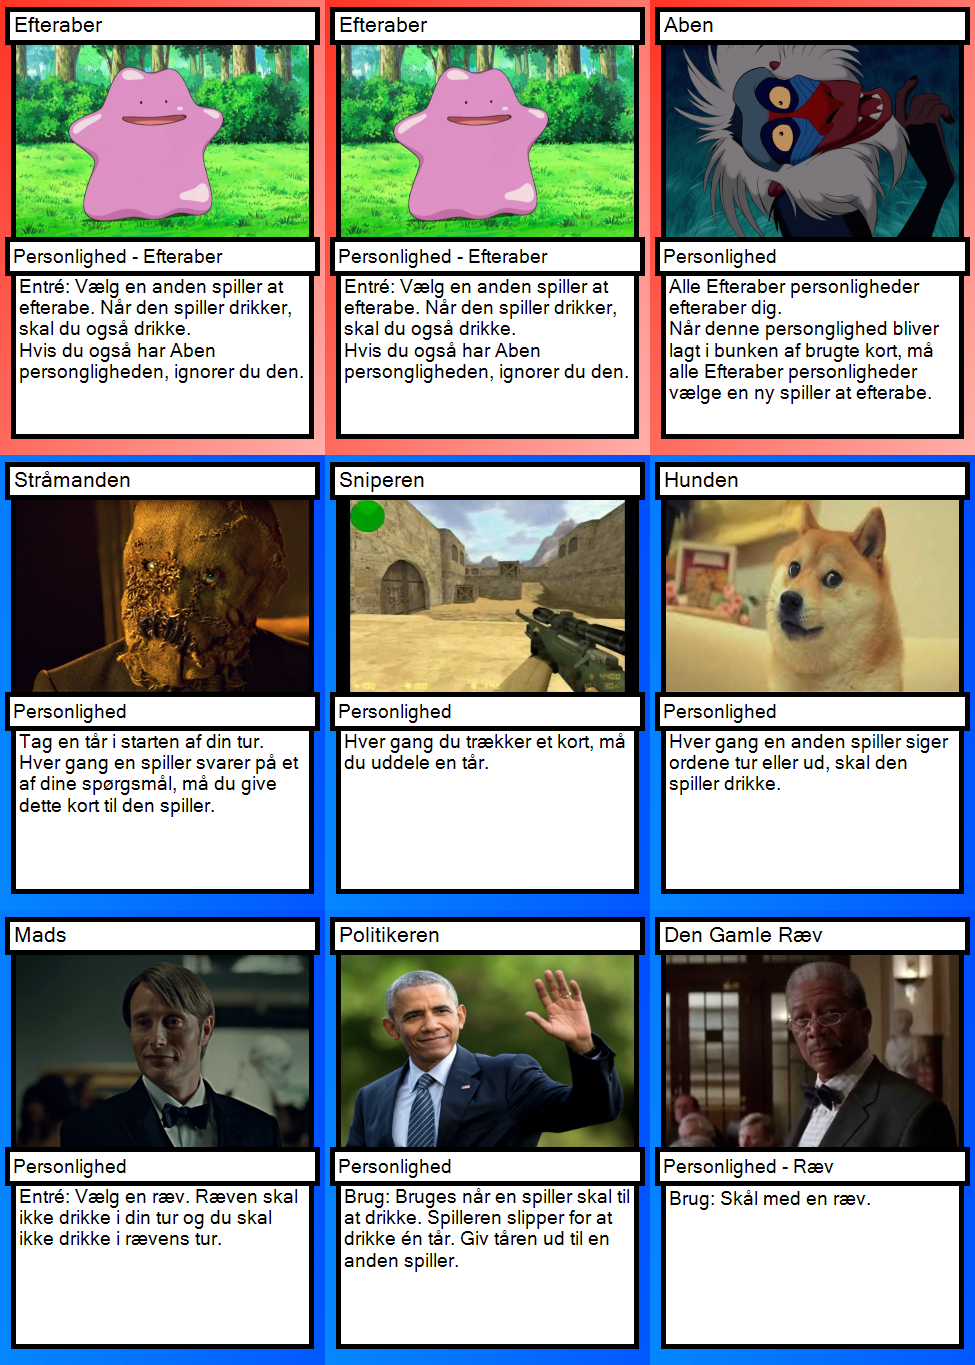 Efteraber
Personlighed - Efteraber
Entré: Vælg en anden spiller at
efterabe. Når den spiller drikker,
skal du også drikke.
Hvis du også har Aben
persongligheden, ignorer du den.
Efteraber
Personlighed - Efteraber
Entré: Vælg en anden spiller at
efterabe. Når den spiller drikker,
skal du også drikke.
Hvis du også har Aben
persongligheden, ignorer du den.
Aben
Personlighed
Alle Efteraber personligheder
efteraber dig.
Når denne personglighed bliver
lagt i bunken af brugte kort, må
alle Efteraber personligheder
vælge en ny spiller at efterabe.
Stråmanden
Personlighed
Tag en tår i starten af din tur.
Hver gang en spiller svarer på et
af dine spørgsmål, må du give
dette kort til den spiller.
Sniperen
Personlighed
Hver gang du trækker et kort, må
du uddele en tår.
Hunden
Personlighed
Hver gang en anden spiller siger
ordene tur eller ud, skal den
spiller drikke.
Mads
Personlighed
Entré: Vælg en ræv. Ræven skal
ikke drikke i din tur og du skal
ikke drikke i rævens tur.
Politikeren
Personlighed
Brug: Bruges når en spiller skal til
at drikke. Spilleren slipper for at
drikke én tår. Giv tåren ud til en
anden spiller.
Den Gamle Ræv
Personlighed - Ræv
Brug: Skål med en ræv.